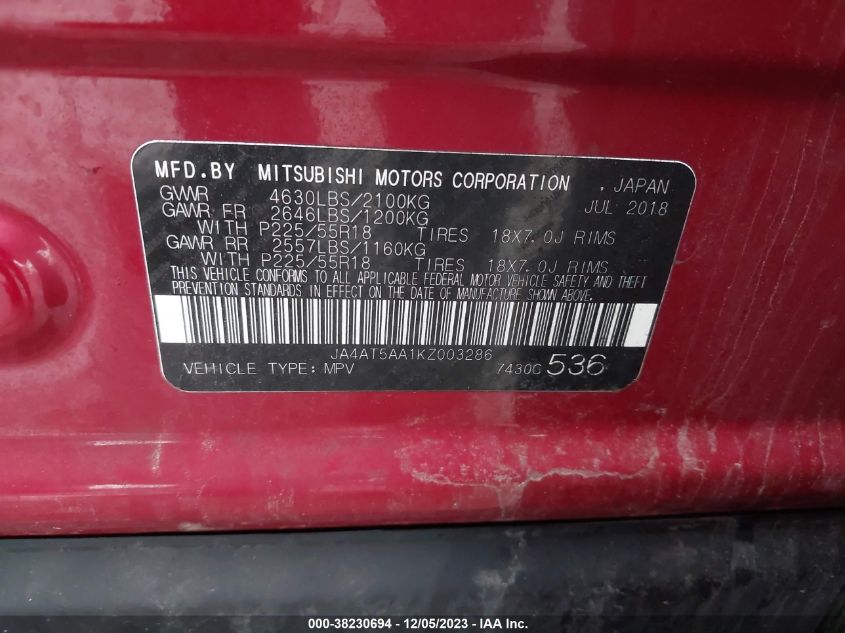 MFD.BY MITSUBISHI MOTORS CORPORATION . JAPAN
GVWR 4630LBS/2100KG JUL 2018
GAWR FR 2646LBS/1200KG
WITH P225/55R18 TIRES 18X7.0J RIMS
GAWR RR 2557LBS/1160KG
WITH P225/55R18 TIRES 18X7.0J RIMS
THIS VEHICLE CONFORMS TO ALL APPLICABLE FEDERAL MOTOR VEHICLE SAFETY AND THEFT
PREVENTION STANDARDS IN EFFECT ON THE DATE OF MANUFACTURE SHOWN ABOVE.
JA4AT5AA1KZ003286
VEHICLE TYPE: MPV 7430C 536
000-38230694 - 12/05/2023 - © IAA Inc.